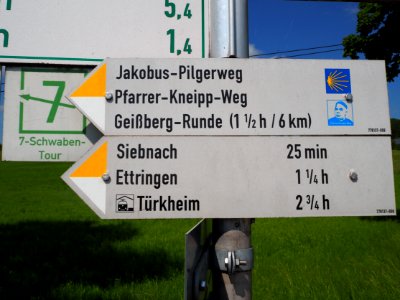 5,4
1,4
7
7-Schwaben-
Tour
Jakobus-Pilgerweg
Pfarrer-Kneipp-Weg
Geißberg-Runde (1 ½ h / 6 km)
Siebnach 25 min
Ettringen 1 ¼ h
Türkheim 2 ¾ h